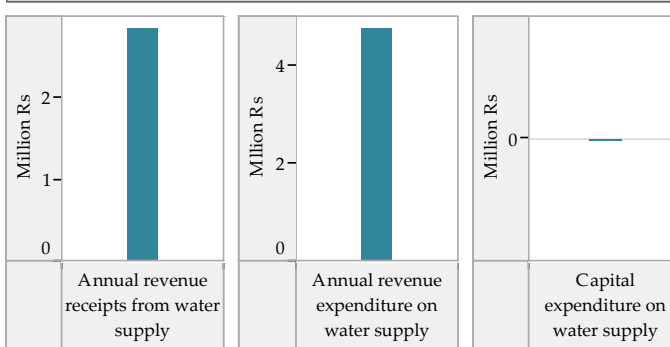 Million Rs
2
1
0
Annual revenue
receipts from water
supply
Mllion Rs
4
2
0
Annual revenue
expenditure on
water supply
Million Rs
0
Capital
expenditure on
water supply